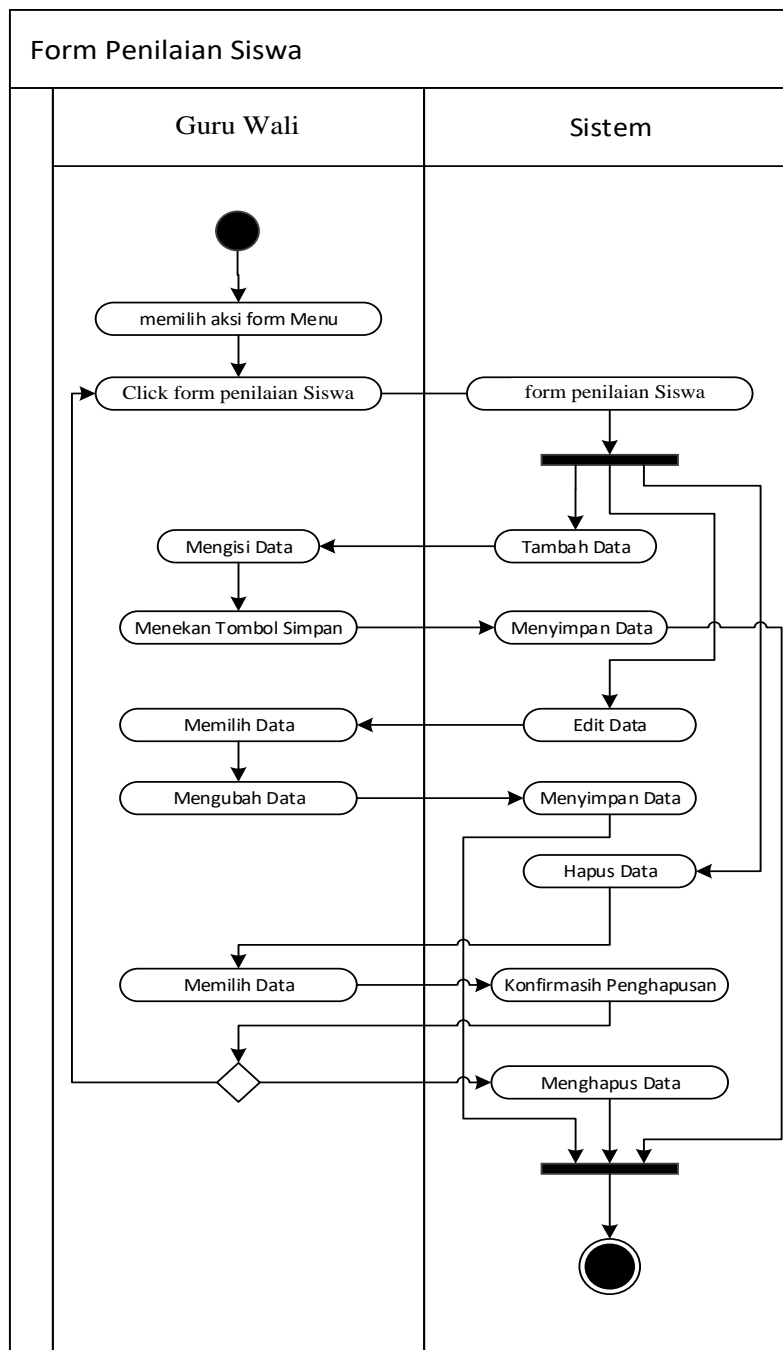 Form Penilaian Siswa
Guru Wali
Sistem
memilih aksi form Menu
Click form penilaian Siswa
form penilaian Siswa
Mengisi Data
Tambah Data
Menekan Tombol Simpan
Menyimpan Data
Memilih Data
Edit Data
Mengubah Data
Menyimpan Data
Hapus Data
Memilih Data
Konfirmasih Penghapusan
Menghapus Data